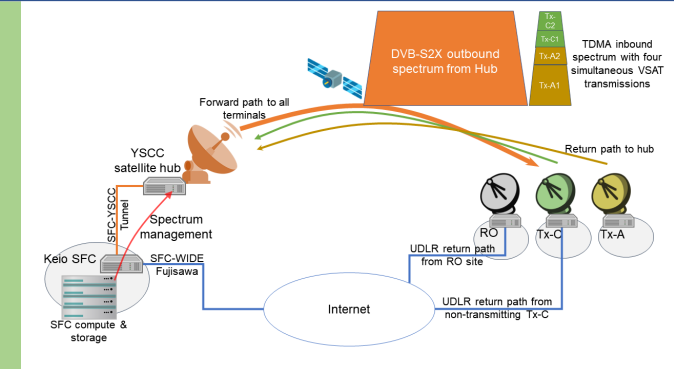 DVB-S2X outbound
spectrum from Hub
Tx-
C2
Tx-C1
Tx-A2
Tx-A1
TDMA inbound
spectrum with four
simultaneous VSAT
transmissions
Forward path to all
terminals
Return path to hub
YSCC
satellite hub
SFC-YSCC
Tunnel
Spectrum
management
RO
Tx-C
Tx-A
Keio SFC
SFC-WIDE
Fujisawa
UDLR return path
from RO site
Internet
UDLR return path from
non-transmitting Tx-C
SFC compute &
storage